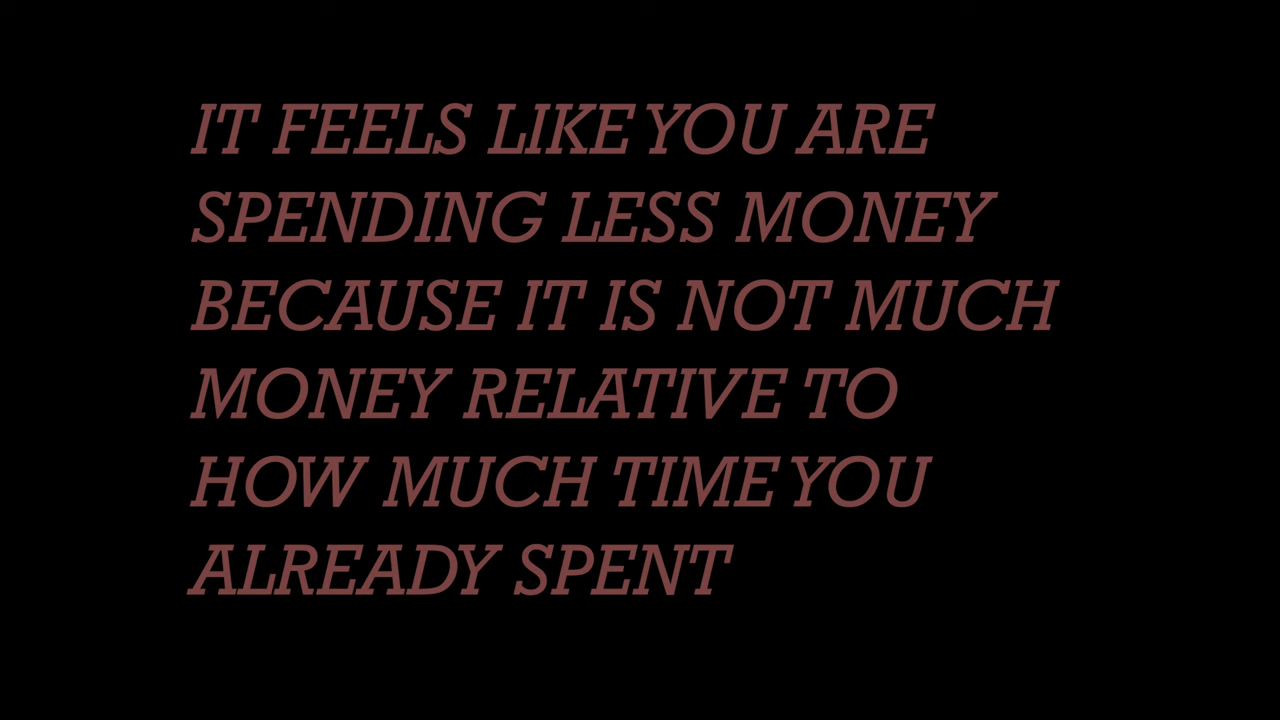 IT FEELS LIKE YOU ARE
SPENDING LESS MONEY
BECAUSE IT IS NOT MUCH
MONEY RELATIVE TO
HOW MUCH TIME YOU
ALREADY SPENT